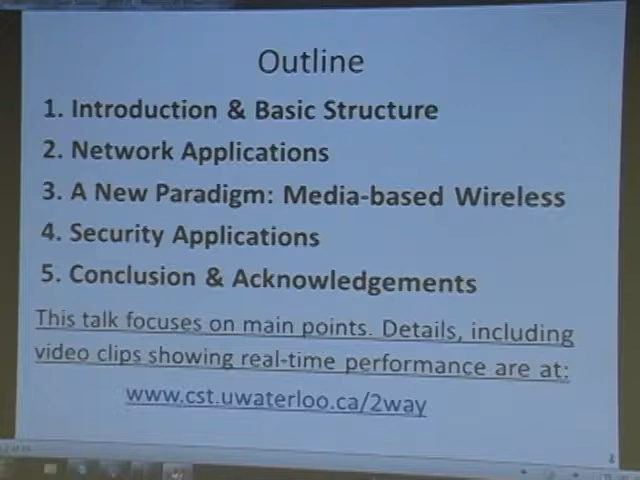 Outline
1. Introduction & Basic Structure
2. Network Applications
3. A New Paradigm: Media-based Wireless
4. Security Applications
5. Conclusion & Acknowledgements
This talk focuses on main points. Details, including
video clips showing real-time performance are at:
www.cst.uwaterloo.ca/2way